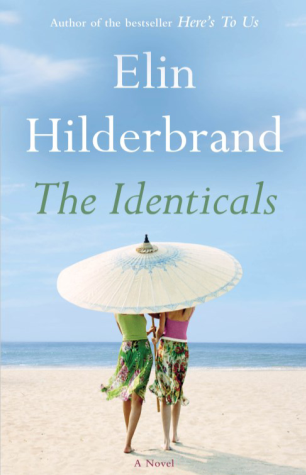 Author of the bestseller Here's To Us
Elin
Hilderbrand
The Identicals
A Novel